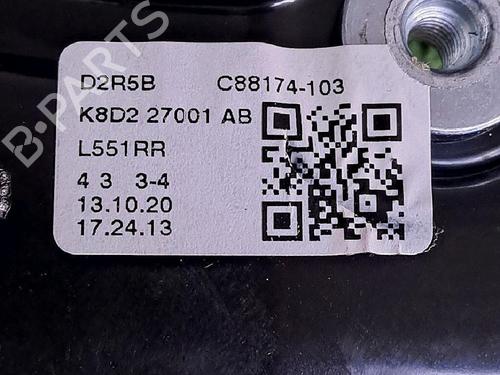 D2R5B C88174-103
K8D2 27001 AB
L551RR
4 3 3-4
13.10.20
17.24.13
B-PARTS